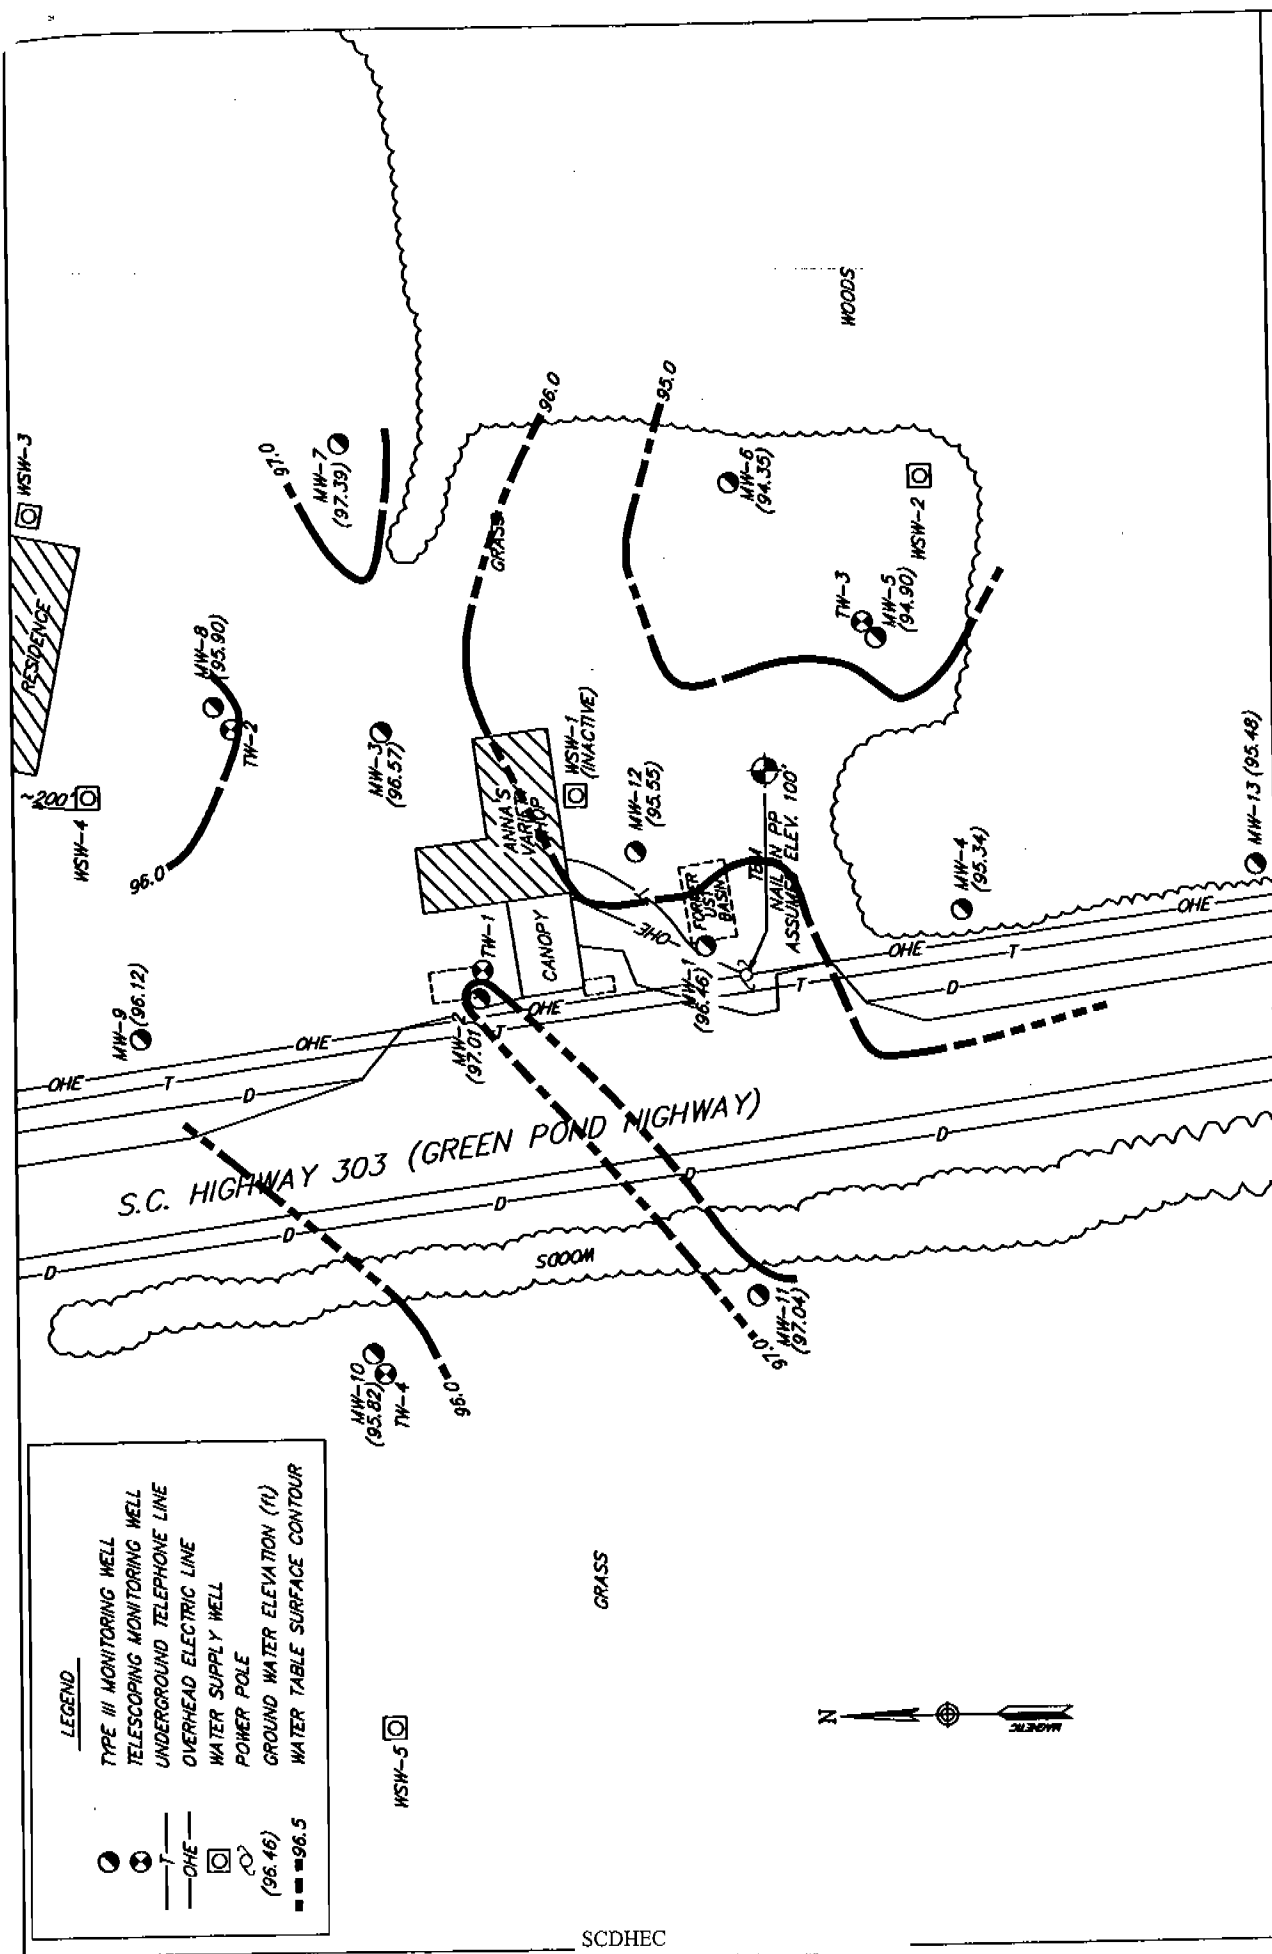 WSW-3
RESIDENCE
~200'
WSW-4
MW-8
(95.90)
TW-2
96.0
97.0
MW-7
(97.39)
MW-3
(96.57)
MW-9
(96.12)
GRASS
96.0
95.0
WOODS
MW-6
(94.35)
WSW-2
TW-3
MW-5
(94.90)
WSW-1
(INACTIVE)
ANNA'S
SHOP
MW-12
(95.55)
FORMER
UST
BASIN
TBM
NAIL IN PP
ASSUMED ELEV. 100'
CANOPY
TW-1
MW-2
(97.01)
MW-1
(96.46)
MW-4
(95.34)
MW-13 (95.48)
OHE
OHE
OHE
OHE
OHE
OHE
T
T
T
T
D
D
D
D
D
D
D
S.C. HIGHWAY 303 (GREEN POND HIGHWAY)
WOODS
MW-11
(97.04)
97.0
MW-10
(95.82)
TW-4
96.0
GRASS
WSW-5
N
MAGNETIC
LEGEND
TYPE III MONITORING WELL
TELESCOPING MONITORING WELL
T UNDERGROUND TELEPHONE LINE
OHE OVERHEAD ELECTRIC LINE
WATER SUPPLY WELL
POWER POLE
(96.46) GROUND WATER ELEVATION (ft)
96.5 WATER TABLE SURFACE CONTOUR
SCDHEC